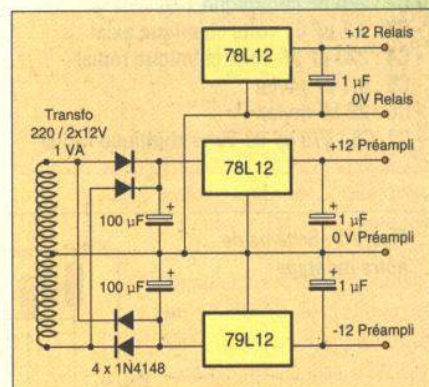 +12 Relais
78L12
1 µF
0V Relais
Transfo
220 / 2x12V
1 VA
+12 Préampli
78L12
100 µF
1 µF
0 V Préampli
100 µF
1 µF
79L12
-12 Préampli
4 x 1N4148